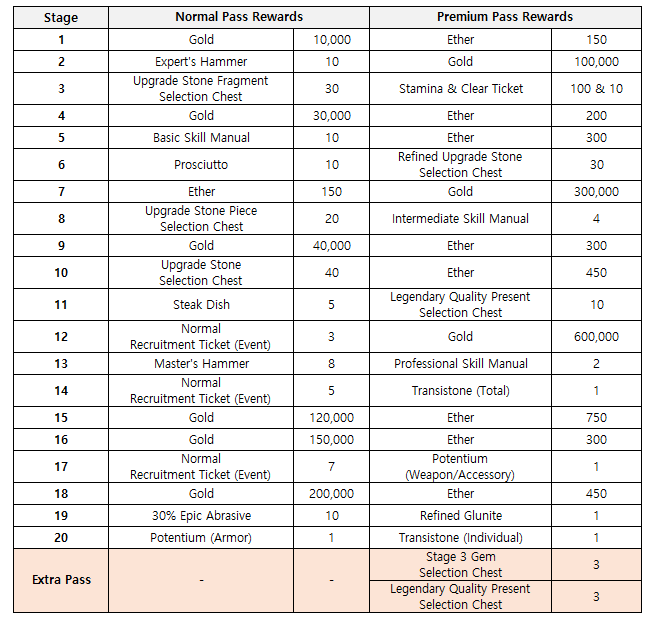 Stage Normal Pass Rewards Premium Pass Rewards
1 Gold 10,000 Ether 150
2 Expert's Hammer 10 Gold 100,000
3 Upgrade Stone Fragment
Selection Chest 30 Stamina & Clear Ticket 100 & 10
4 Gold 30,000 Ether 200
5 Basic Skill Manual 10 Ether 300
6 Prosciutto 10 Refined Upgrade Stone
Selection Chest 30
7 Ether 150 Gold 300,000
8 Upgrade Stone Piece
Selection Chest 20 Intermediate Skill Manual 4
9 Gold 40,000 Ether 300
10 Upgrade Stone
Selection Chest 40 Ether 450
11 Steak Dish 5 Legendary Quality Present
Selection Chest 10
12 Normal
Recruitment Ticket (Event) 3 Gold 600,000
13 Master's Hammer 8 Professional Skill Manual 2
14 Normal
Recruitment Ticket (Event) 5 Transistone (Total) 1
15 Gold 120,000 Ether 750
16 Gold 150,000 Ether 300
17 Normal
Recruitment Ticket (Event) 7 Potentium
(Weapon/Accessory) 1
18 Gold 200,000 Ether 450
19 30% Epic Abrasive 10 Refined Glunite 1
20 Potentium (Armor) 1 Transistone (Individual) 1
Extra Pass - - Stage 3 Gem
Selection Chest 3
Legendary Quality Present
Selection Chest 3